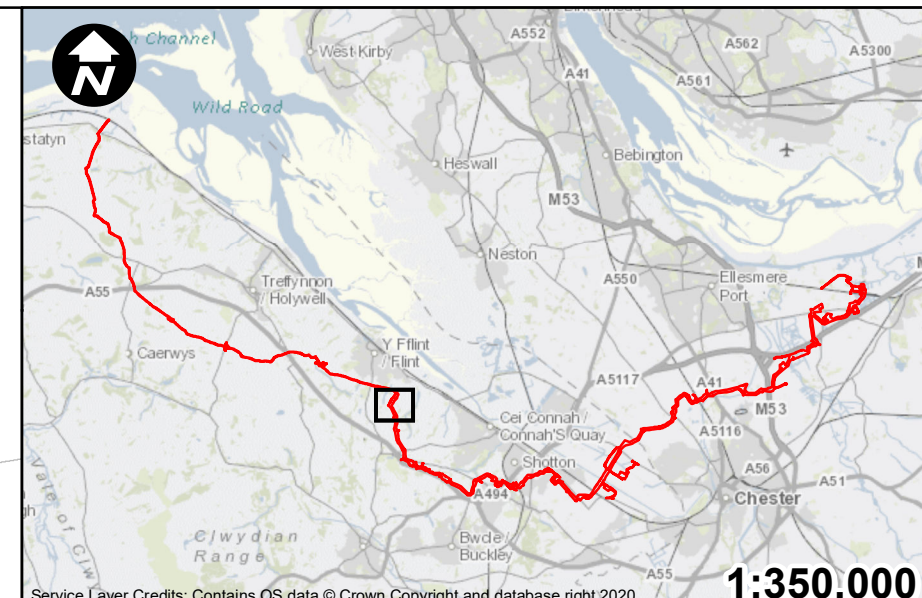 N
h Channel
Wild Road
West Kirby
A552
A562
A5300
A41
A561
statyn
Heswall
Bebington
M53
Neston
A550
Ellesmere
Port
Treffynnon
/ Holywell
A55
Caerwys
Y Fflint
/ Flint
A5117
A41
M53
A5116
Cei Connah /
Connah'S Quay
Shotton
A56
A51
Chester
A494
Clwydian
Range
Bwcle /
Buckley
A55
1:350,000
Service Layer Credits: Contains OS data © Crown Copyright and database right 2020